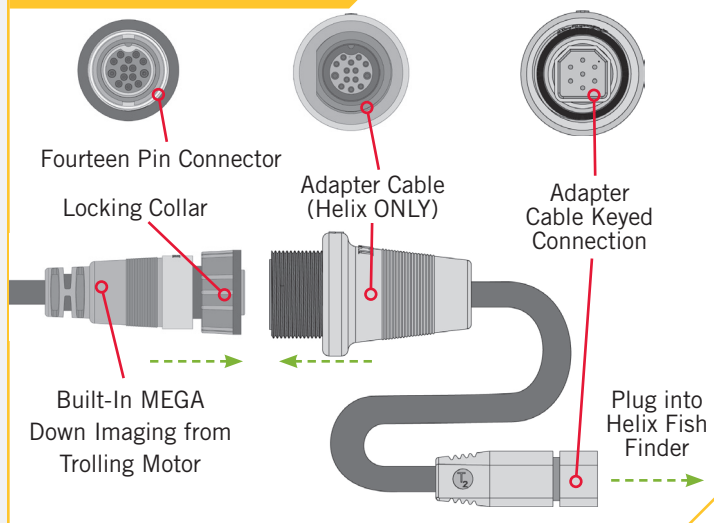 Fourteen Pin Connector
Locking Collar
Adapter Cable
(Helix ONLY)
Adapter
Cable Keyed
Connection
Built-In MEGA
Down Imaging from
Trolling Motor
Plug into
Helix Fish
Finder
T2